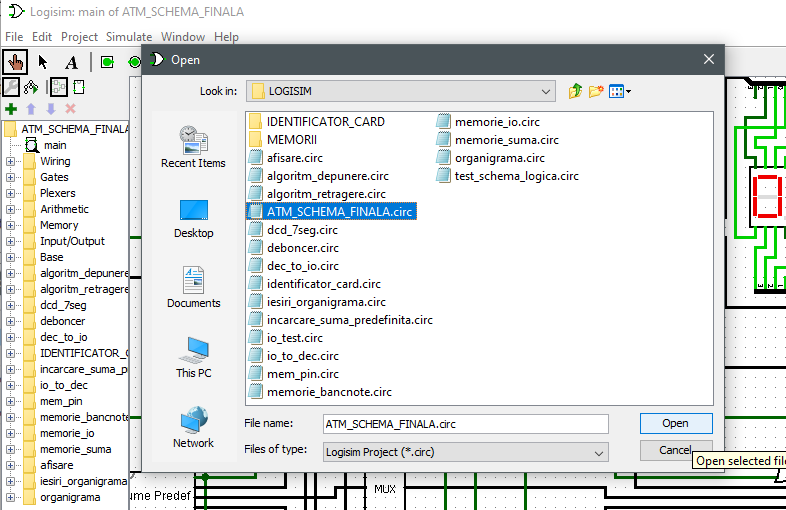 Logisim: main of ATM_SCHEMA_FINALA
File Edit Project Simulate Window Help
A
Open
Look in: LOGISIM
ATM_SCHEMA_FINALA
main
Wiring
Gates
Plexers
Arithmetic
Memory
Input/Output
Base
algoritm_depunere
algoritm_retragere
dcd_7seg
deboncer
dec_to_io
IDENTIFICATOR_C
incarcare_suma_p
io_to_dec
mem_pin
memorie_bancnote
memorie_io
memorie_suma
afisare
iesiri_organigrama
organigrama
Recent Items
Desktop
Documents
This PC
Network
IDENTIFICATOR_CARD
MEMORII
afisare.circ
algoritm_depunere.circ
algoritm_retragere.circ
ATM_SCHEMA_FINALA.circ
dcd_7seg.circ
deboncer.circ
dec_to_io.circ
identificator_card.circ
iesiri_organigrama.circ
incarcare_suma_predefinita.circ
io_test.circ
io_to_dec.circ
mem_pin.circ
memorie_bancnote.circ
memorie_io.circ
memorie_suma.circ
organigrama.circ
test_schema_logica.circ
File name: ATM_SCHEMA_FINALA.circ
Open
Files of type: Logisim Project (*.circ)
Cancel
Open selected file
ume Predef
MUX